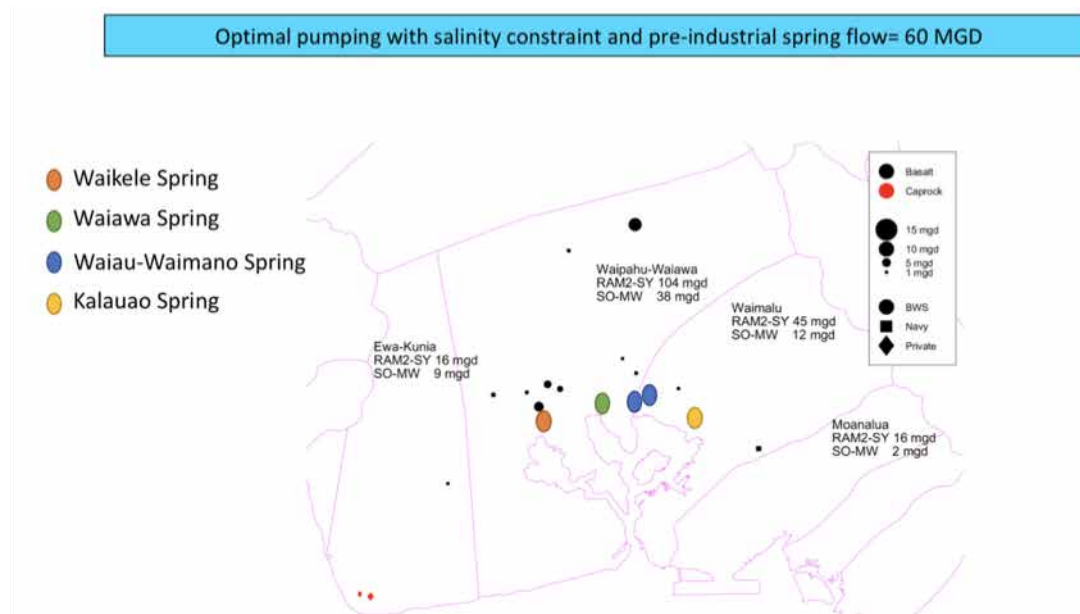 Optimal pumping with salinity constraint and pre-industrial spring flow= 60 MGD
Waikele Spring
Waiawa Spring
Waiau-Waimano Spring
Kalauao Spring
Basalt
Caprock
15 mgd
10 mgd
5 mgd
1 mgd
BWS
Navy
Private
Waipahu-Waiawa
RAM2-SY 104 mgd
SO-MW 38 mgd
Waimalu
RAM2-SY 45 mgd
SO-MW 12 mgd
Ewa-Kunia
RAM2-SY 16 mgd
SO-MW 9 mgd
Moanalua
RAM2-SY 16 mgd
SO-MW 2 mgd